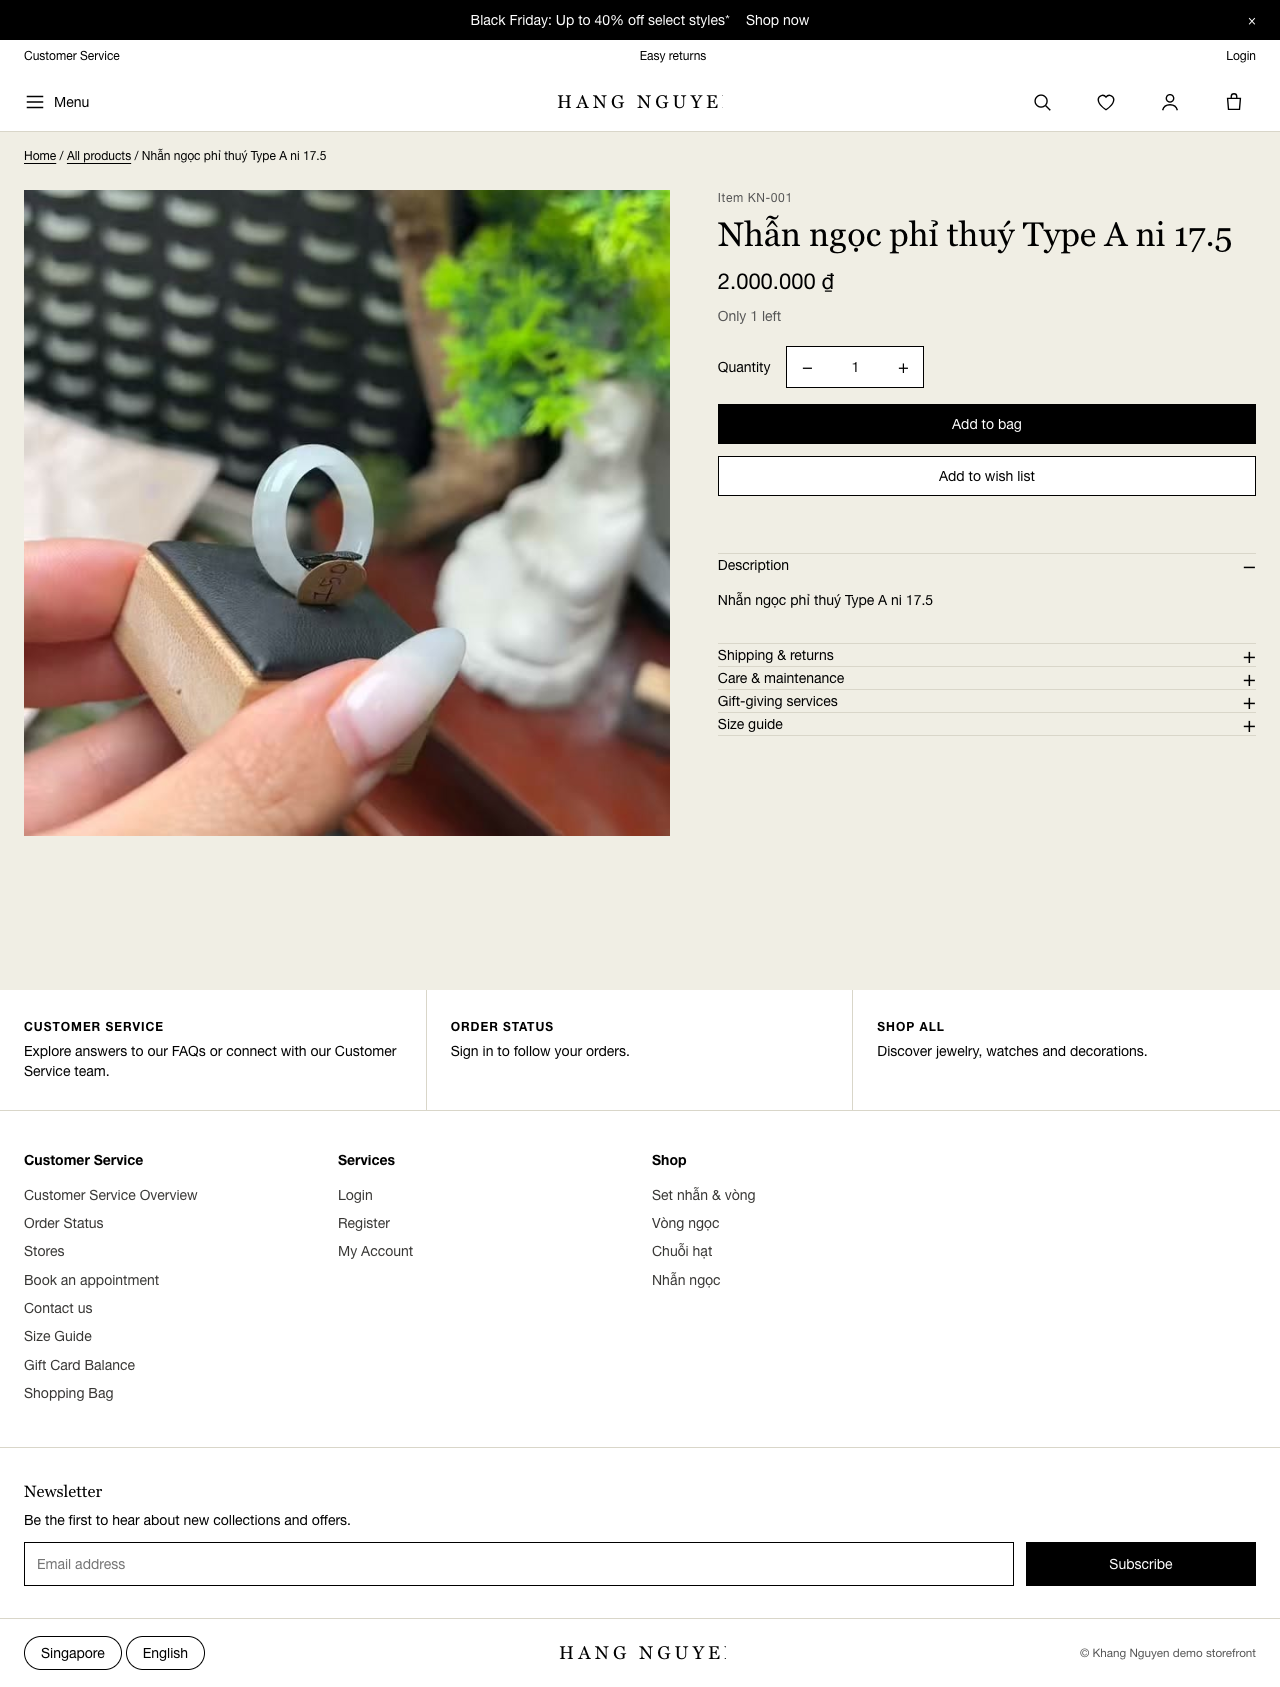 Black Friday: Up to 40% off select styles* Shop now ×
Customer Service Easy returns Login
Menu HANG NGUYE
Home / All products / Nhẫn ngọc phỉ thuý Type A ni 17.5
Item KN-001
Nhẫn ngọc phỉ thuý Type A ni 17.5
2.000.000 ₫
Only 1 left
Quantity − 1 +
Add to bag
Add to wish list
Description −
Nhẫn ngọc phỉ thuý Type A ni 17.5
150
Shipping & returns +
Care & maintenance +
Gift-giving services +
Size guide +
CUSTOMER SERVICE
Explore answers to our FAQs or connect with our Customer
Service team.
ORDER STATUS
Sign in to follow your orders.
SHOP ALL
Discover jewelry, watches and decorations.
Customer Service
Customer Service Overview
Order Status
Stores
Book an appointment
Contact us
Size Guide
Gift Card Balance
Shopping Bag
Services
Login
Register
My Account
Shop
Set nhẫn & vòng
Vòng ngọc
Chuỗi hạt
Nhẫn ngọc
Newsletter
Be the first to hear about new collections and offers.
Email address
Subscribe
Singapore English HANG NGUYE © Khang Nguyen demo storefront